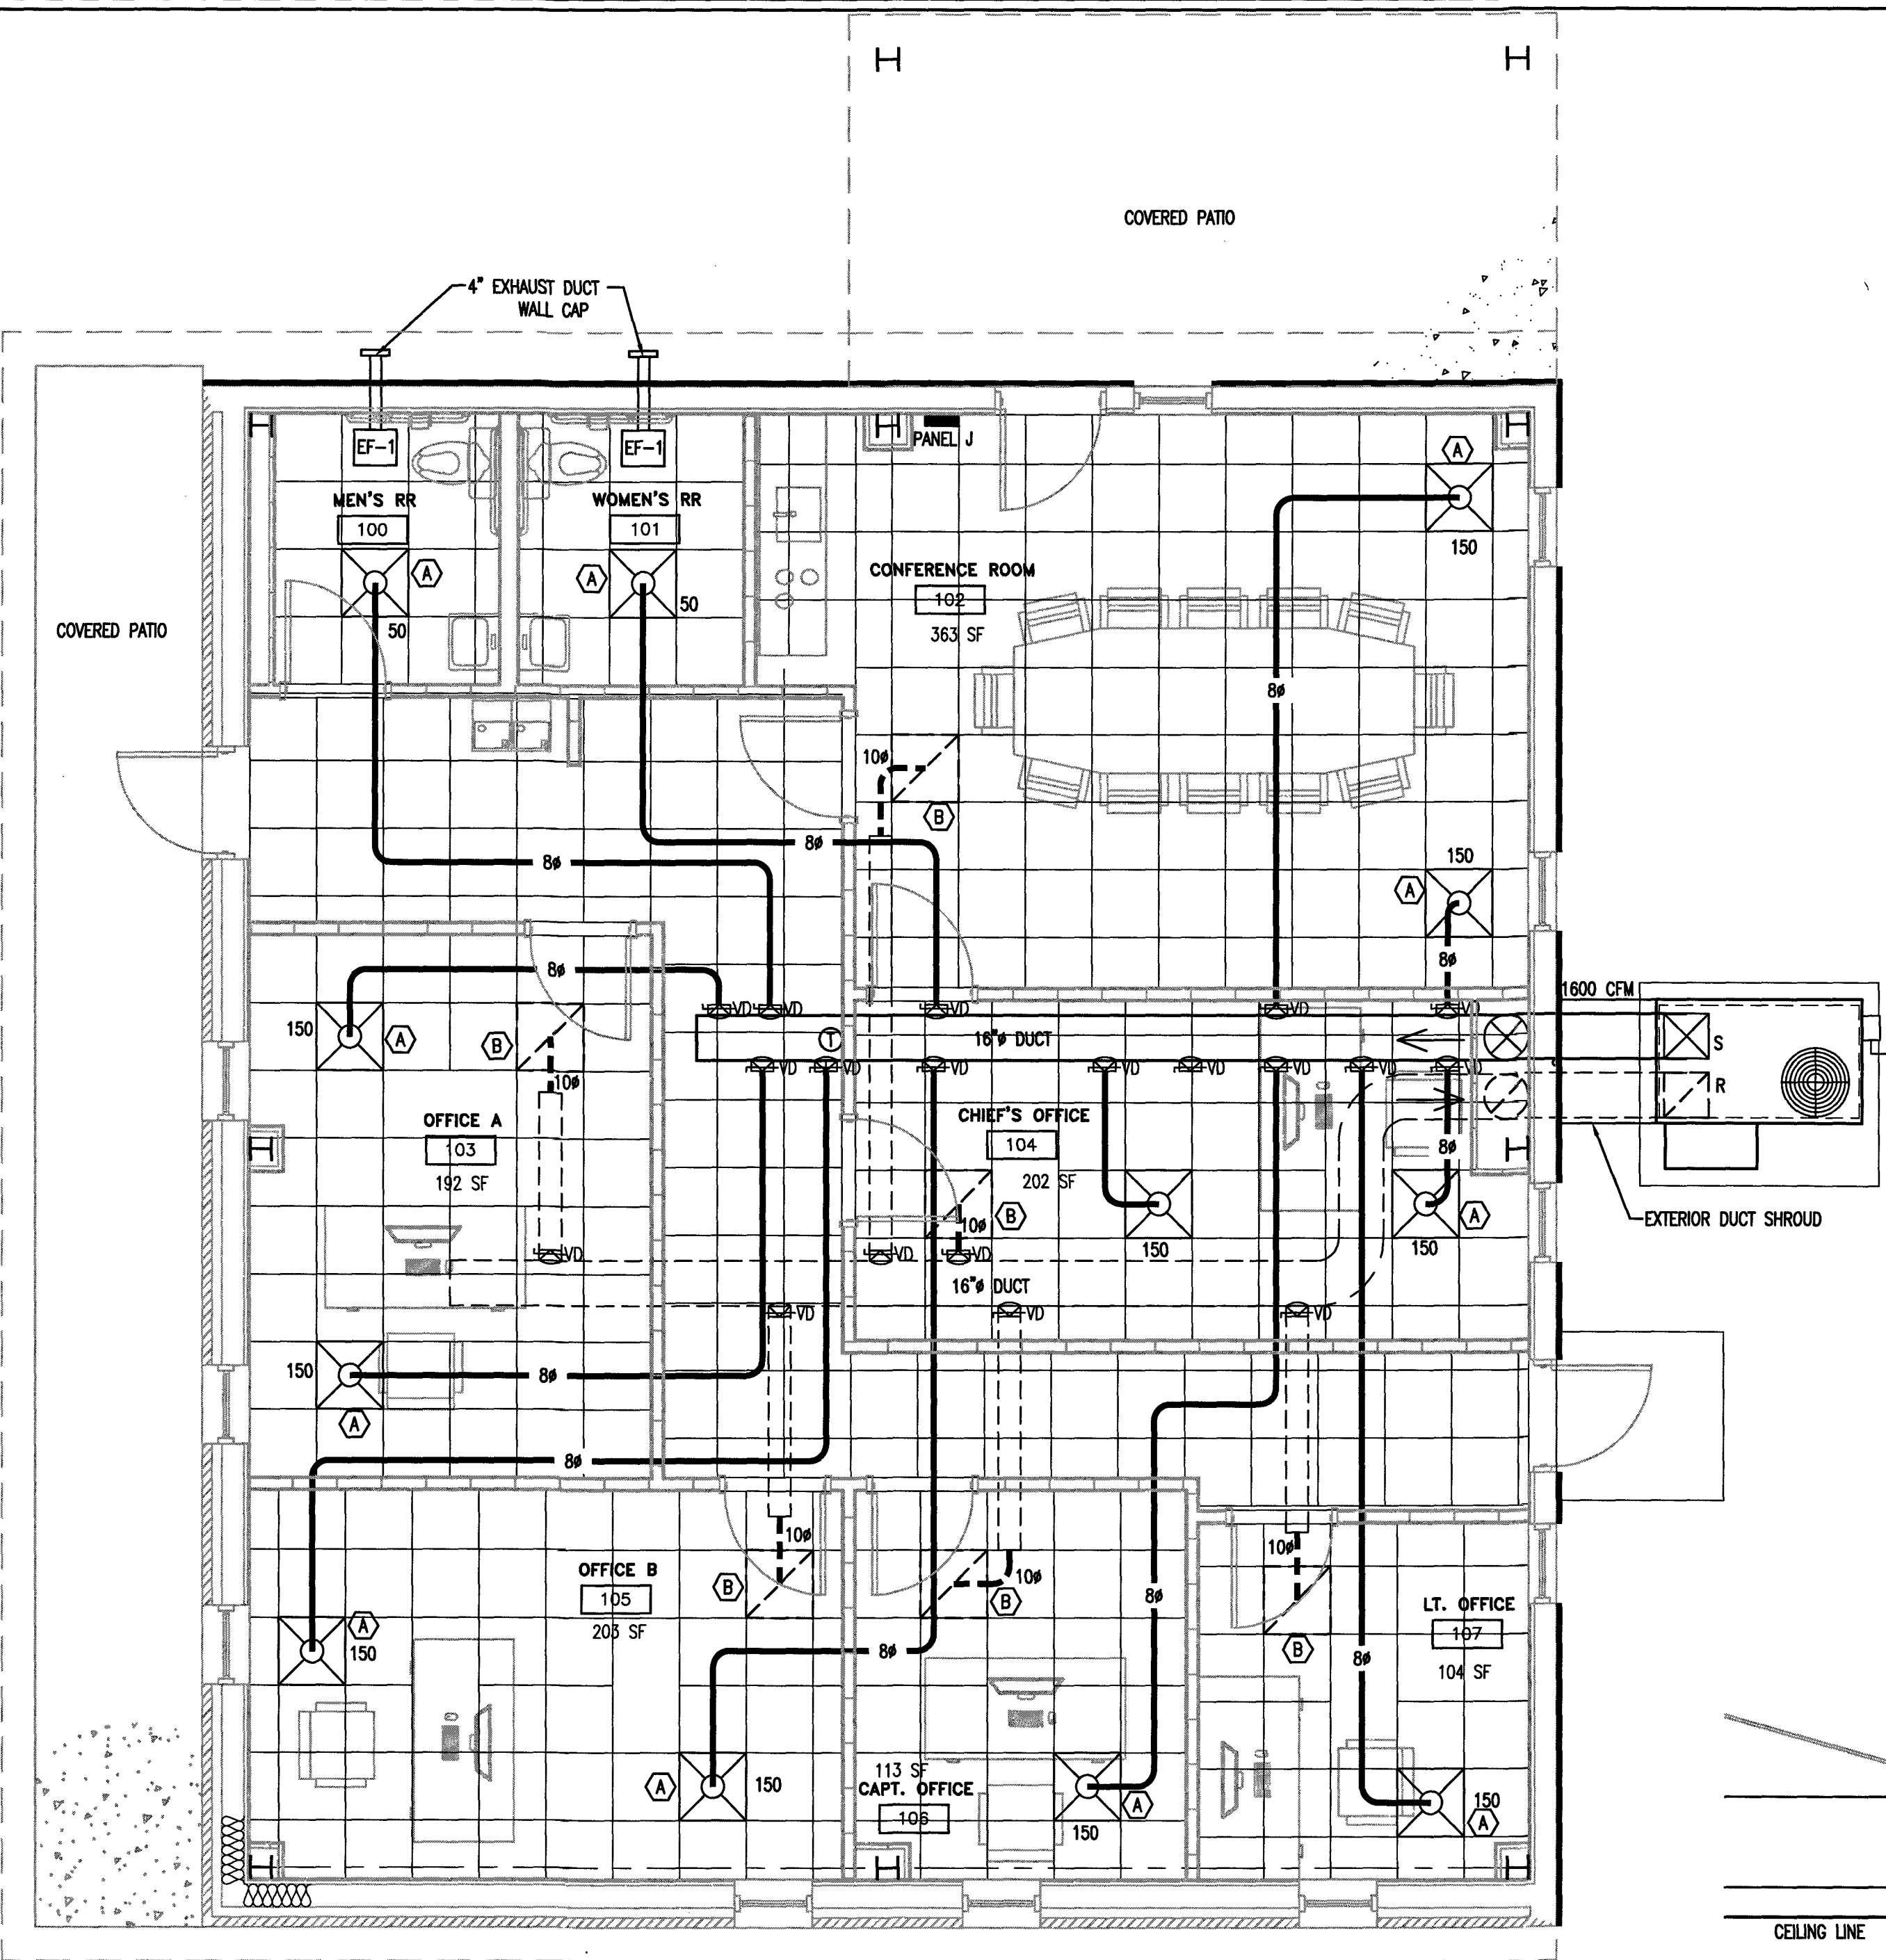 COVERED PATIO
4" EXHAUST DUCT
WALL CAP
EF-1
EF-1
PANEL J
A
MEN'S RR
WOMEN'S RR
100
101
150
A
A
CONFERENCE ROOM
102
50
50
363 SF
COVERED PATIO
8ø
10ø
B
8ø
8ø
150
A
8ø
8ø
1600 CFM
VD
VD
VD
VD
VD
150
A
B
T
16"ø DUCT
S
VD
VD
VD
VD
VD
VD
VD
VD
10ø
R
OFFICE A
103
192 SF
CHIEF'S OFFICE
104
202 SF
8ø
B
10ø
A
EXTERIOR DUCT SHROUD
150
150
VD
VD
VD
16"ø DUCT
VD
VD
VD
150
8ø
A
8ø
10ø
10ø
10ø
OFFICE B
105
203 SF
B
B
8ø
LT. OFFICE
107
104 SF
A
150
8ø
B
8ø
113 SF
CAPT. OFFICE
106
A
150
A
150
150
A
CEILING LINE